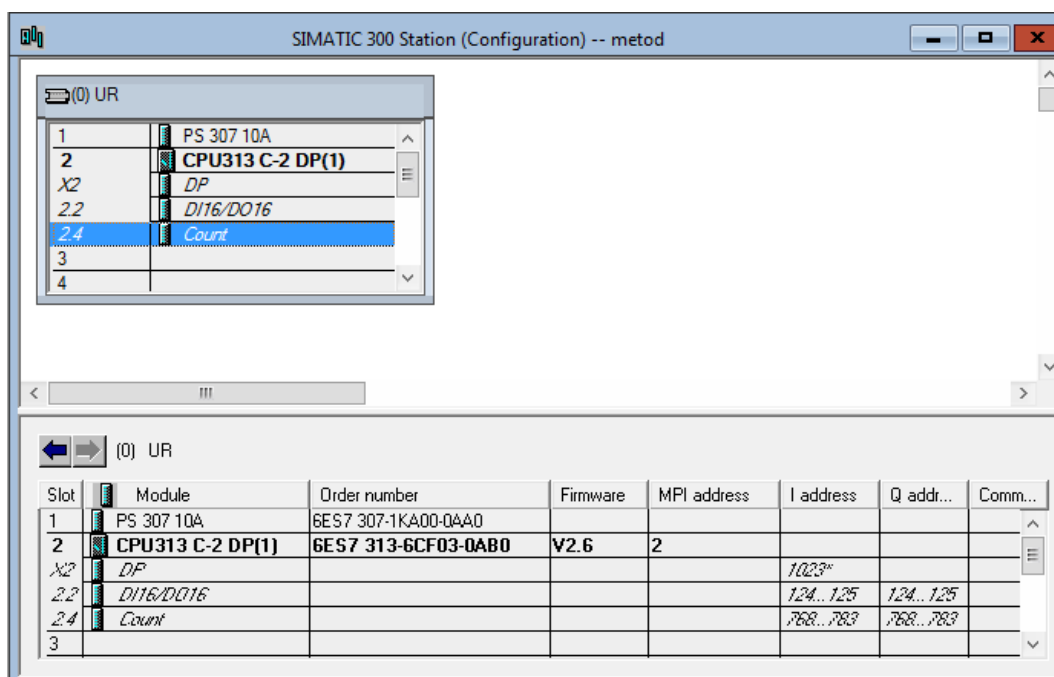 SIMATIC 300 Station (Configuration) -- metod
(0) UR
1 PS 307 10A
2 CPU313 C-2 DP(1)
X2 DP
2.2 DI16/DO16
2.4 Count
3
4
(0) UR
Slot Module Order number Firmware MPI address I address Q addr... Comm...
1 PS 307 10A 6ES7 307-1KA00-0AA0
2 CPU313 C-2 DP(1) 6ES7 313-6CF03-0AB0 V2.6 2
X2 DP 1023*
2.2 DI16/DO16 124...125 124...125
2.4 Count 768...783 768...783
3